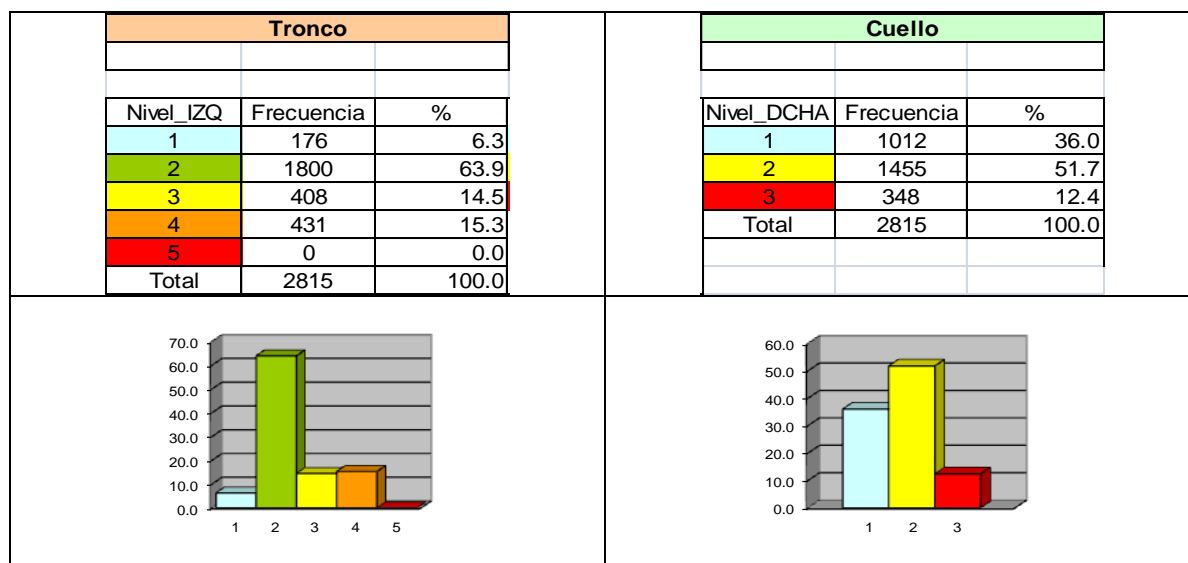 Tronco
Nivel_IZQ Frecuencia %
1 176 6.3
2 1800 63.9
3 408 14.5
4 431 15.3
5 0 0.0
Total 2815 100.0
Cuello
Nivel_DCHA Frecuencia %
1 1012 36.0
2 1455 51.7
3 348 12.4
Total 2815 100.0
70.0
60.0
50.0
40.0
30.0
20.0
10.0
0.0
1 2 3 4 5
60.0
50.0
40.0
30.0
20.0
10.0
0.0
1 2 3